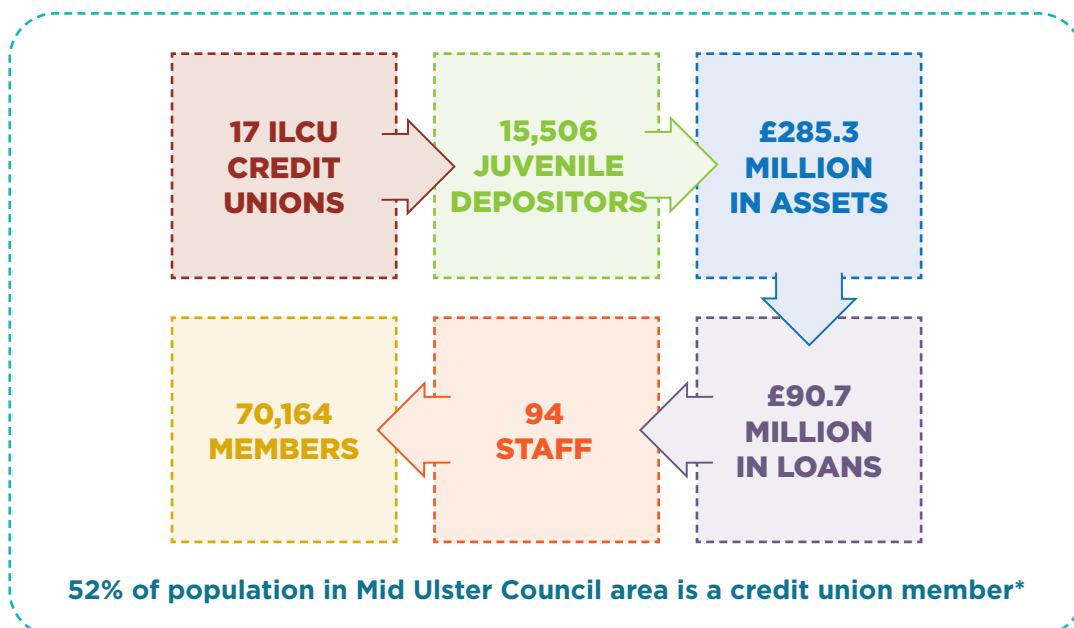 17 ILCU
CREDIT
UNIONS
15,506
JUVENILE
DEPOSITORS
£285.3
MILLION
IN ASSETS
£90.7
MILLION
IN LOANS
94
STAFF
70,164
MEMBERS
52% of population in Mid Ulster Council area is a credit union member*